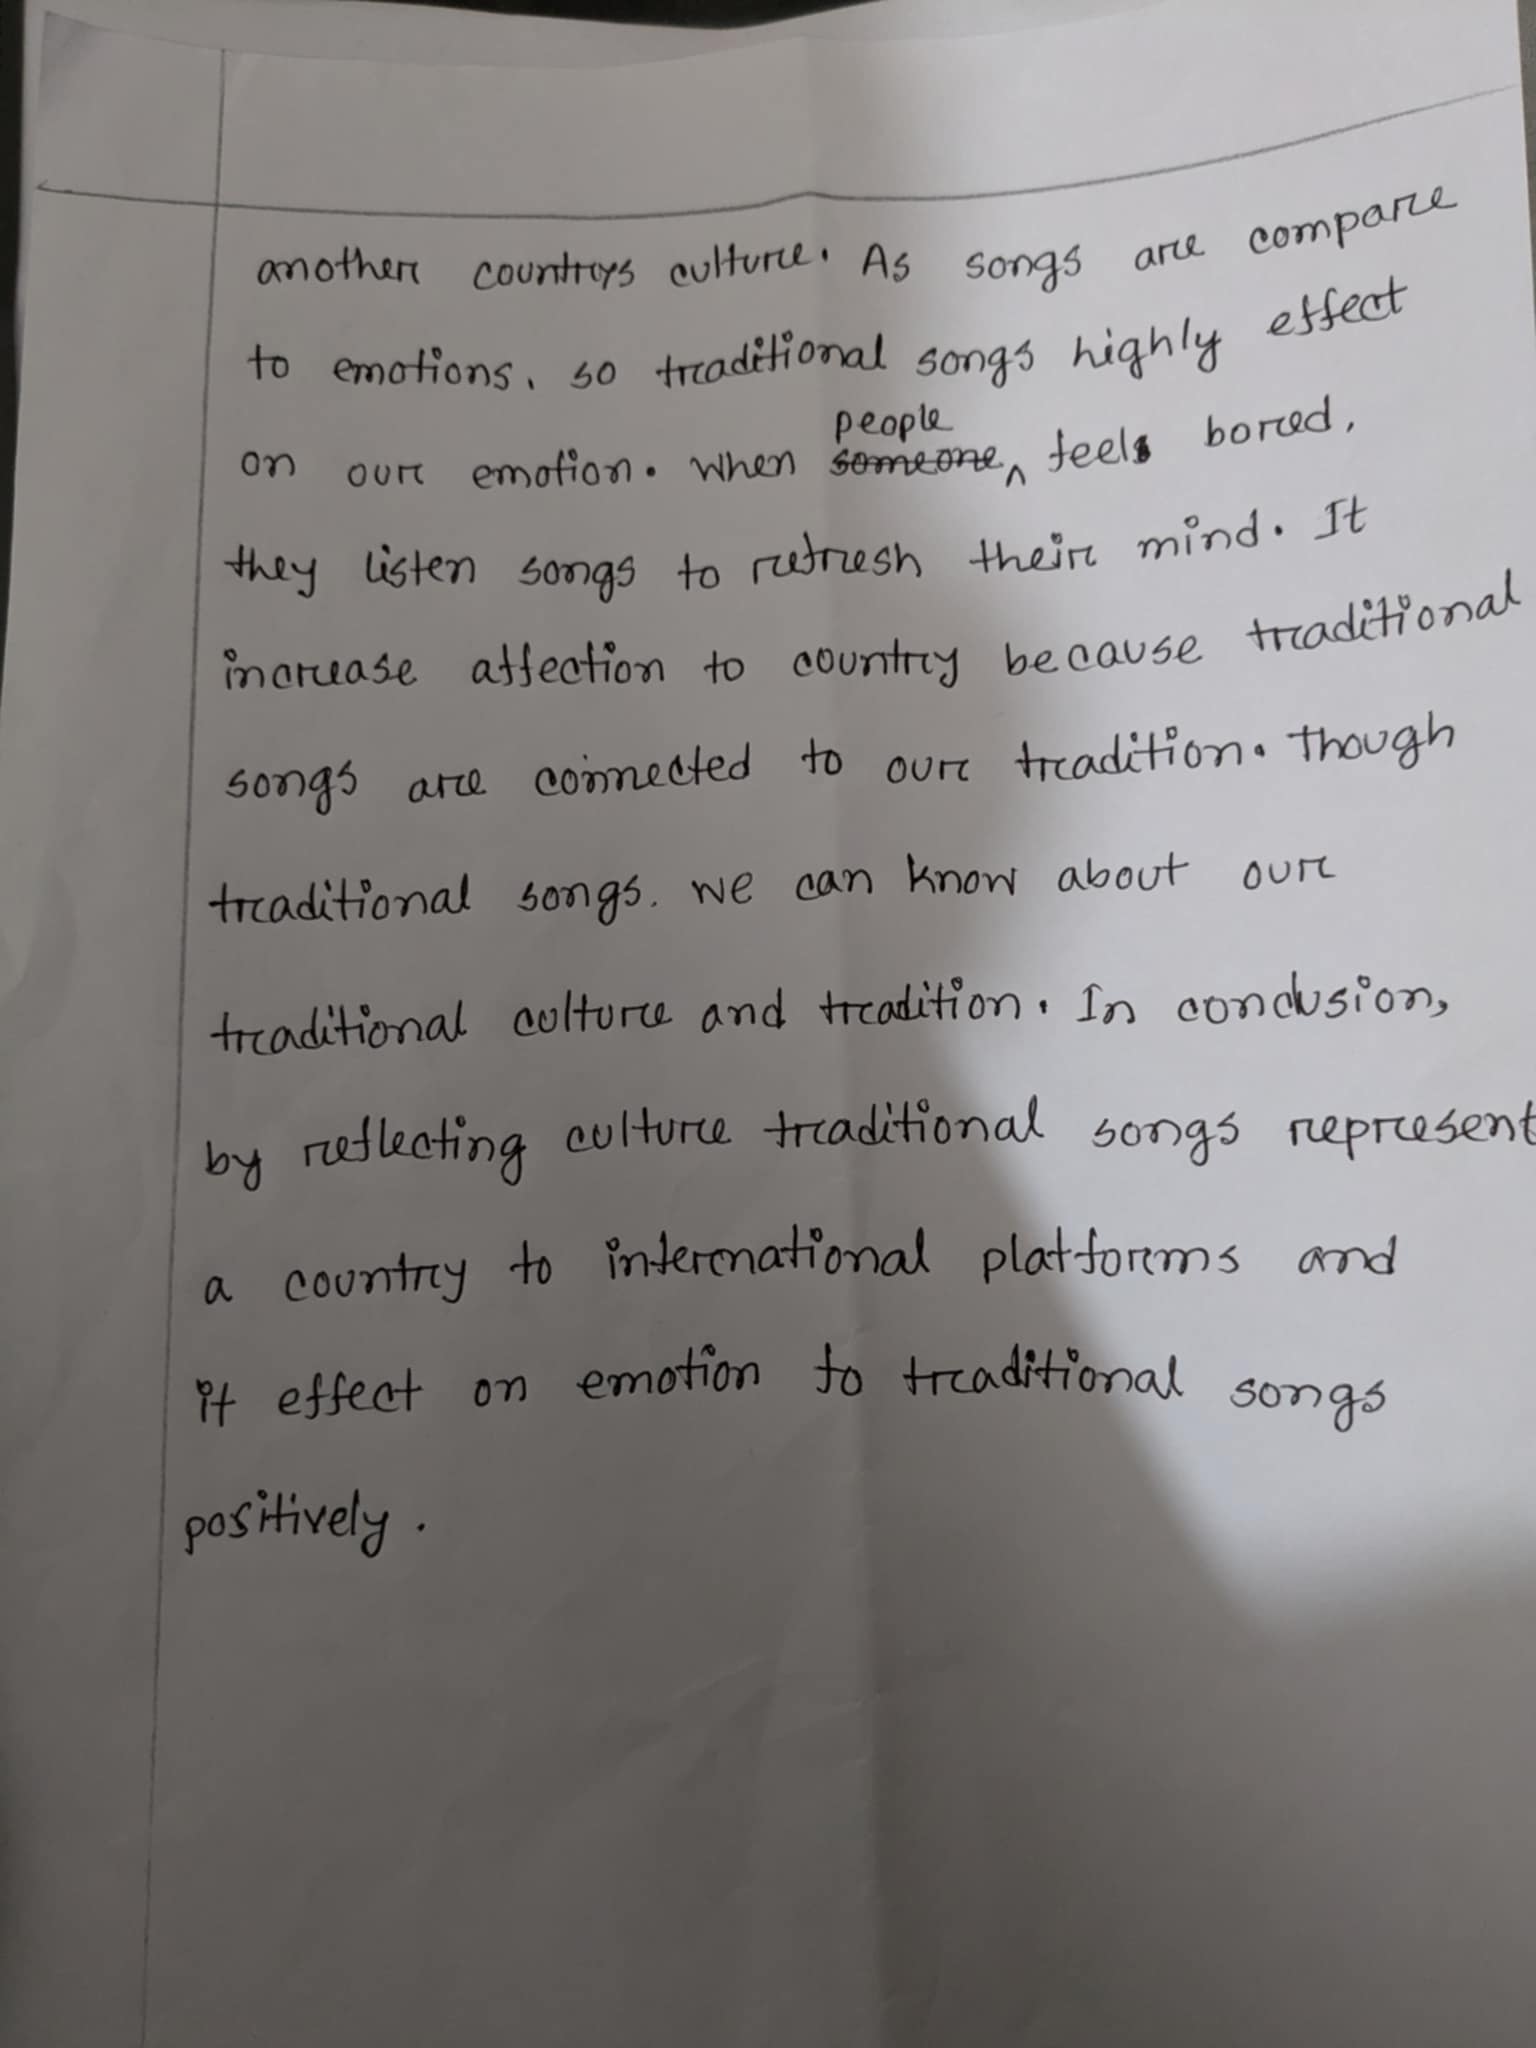 another countrys culture. As songs are compare
to emotions, so traditional songs highly effect
on our emotion. When people feels bored,
they listen songs to refresh their mind. It
increase affection to country because traditional
songs are connected to our tradition. Though
traditional songs. we can know about our
traditional culture and tradition. In conclusion,
by reflecting culture traditional songs represent
a country to international platforms and
it effect on emotion to traditional songs
positively.